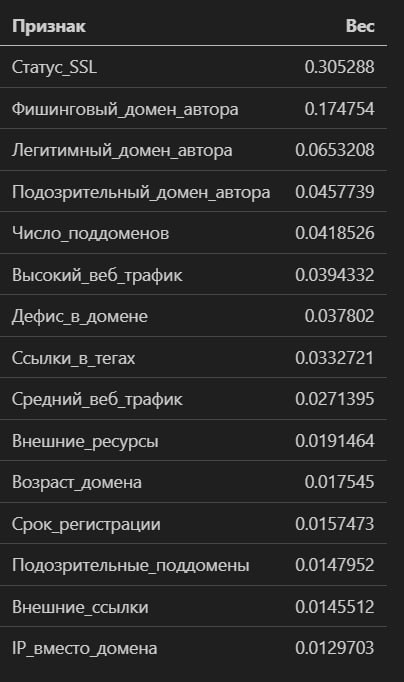 Признак Вес
Статус_SSL 0.305288
Фишинговый_домен_автора 0.174754
Легитимный_домен_автора 0.0653208
Подозрительный_домен_автора 0.0457739
Число_поддоменов 0.0418526
Высокий_веб_трафик 0.0394332
Дефис_в_домене 0.037802
Ссылки_в_тегах 0.0332721
Средний_веб_трафик 0.0271395
Внешние_ресурсы 0.0191464
Возраст_домена 0.017545
Срок_регистрации 0.0157473
Подозрительные_поддомены 0.0147952
Внешние_ссылки 0.0145512
IP_вместо_домена 0.0129703